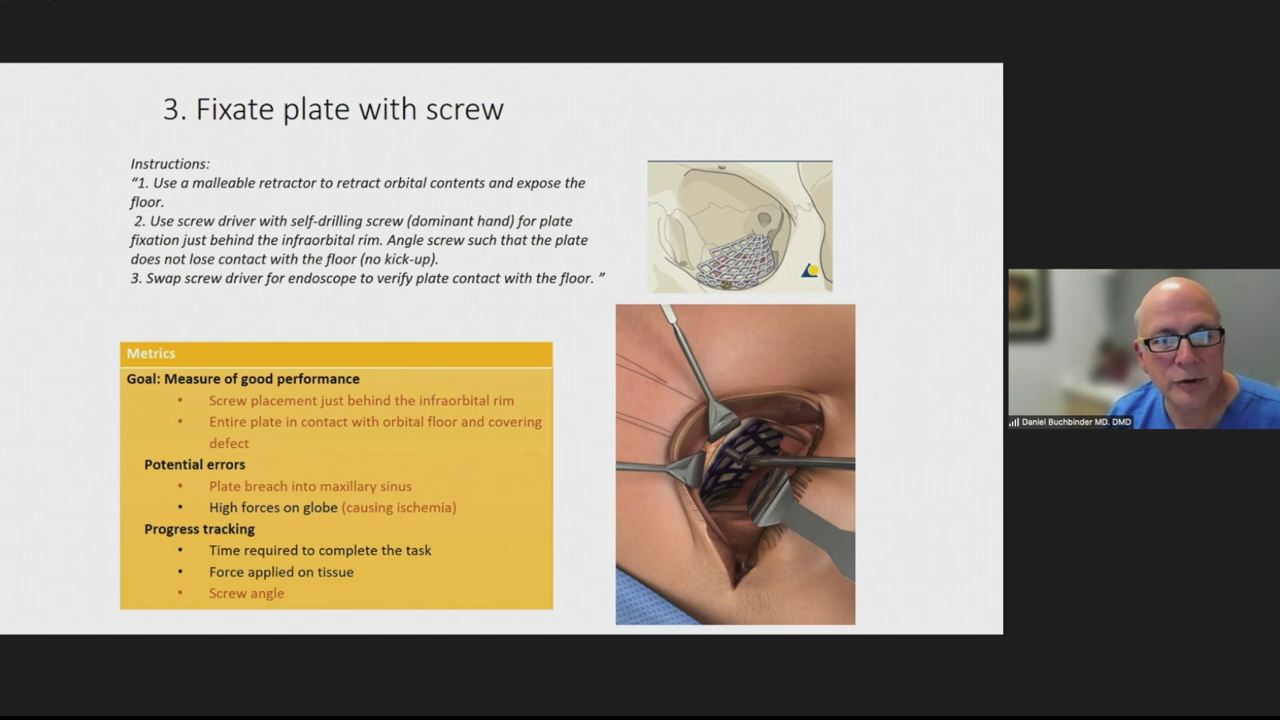 3. Fixate plate with screw
Instructions:
“1. Use a malleable retractor to retract orbital contents and expose the
floor.
2. Use screw driver with self-drilling screw (dominant hand) for plate
fixation just behind the infraorbital rim. Angle screw such that the plate
does not lose contact with the floor (no kick-up).
3. Swap screw driver for endoscope to verify plate contact with the floor. ”
Metrics
Goal: Measure of good performance
• Screw placement just behind the infraorbital rim
• Entire plate in contact with orbital floor and covering
defect
Potential errors
• Plate breach into maxillary sinus
• High forces on globe (causing ischemia)
Progress tracking
• Time required to complete the task
• Force applied on tissue
• Screw angle
Daniel Buchbinder MD. DMD